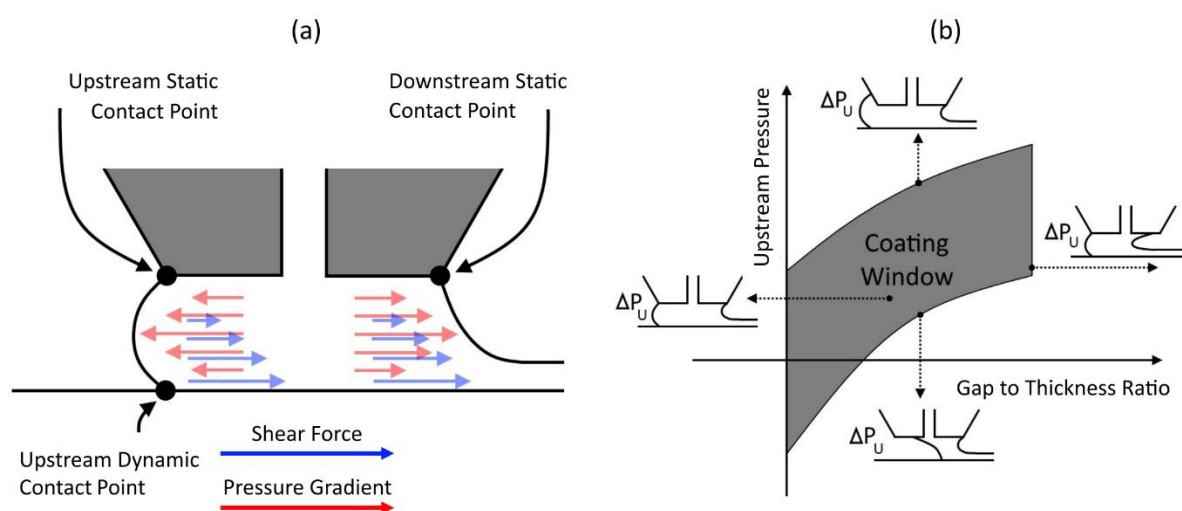 (a)
Upstream Static
Contact Point
Downstream Static
Contact Point
Upstream Dynamic
Contact Point
Shear Force
Pressure Gradient
(b)
Upstream Pressure
ΔP_U
ΔP_U
ΔP_U
ΔP_U
Coating
Window
Gap to Thickness Ratio